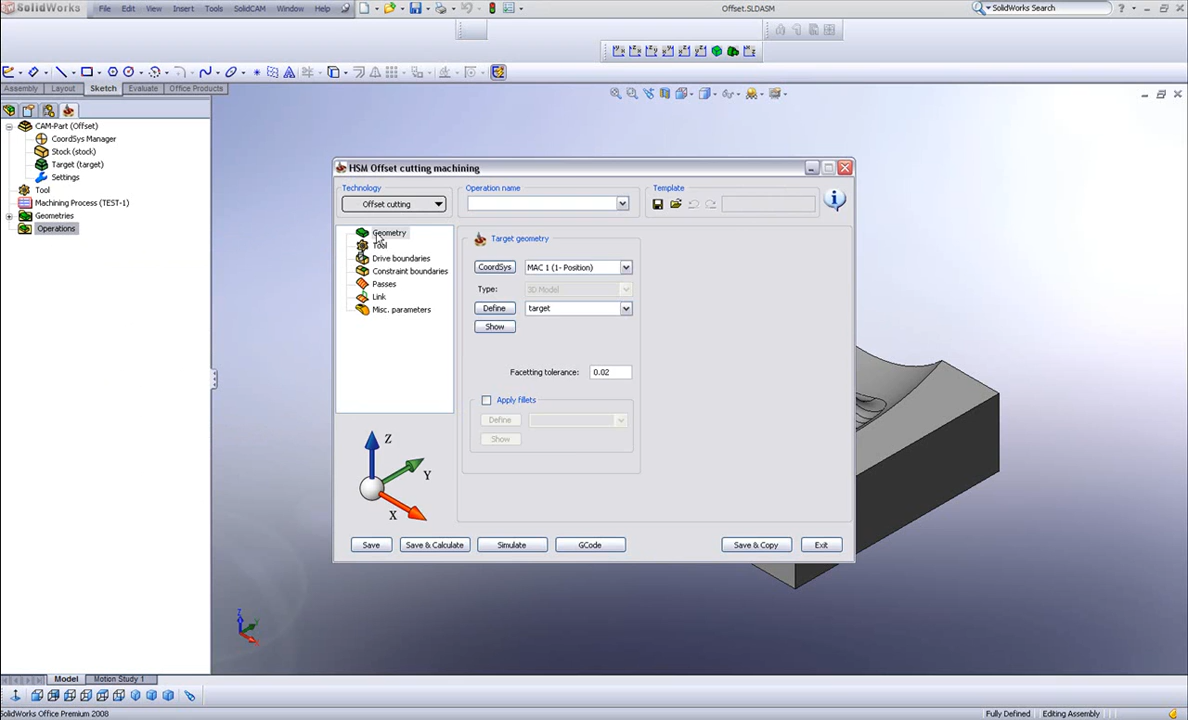 SolidWorks File Edit View Insert Tools SolidCAM Window Help Offset.SLDASM SolidWorks Search
Assembly Layout Sketch Evaluate Office Products
CAM-Part (Offset)
CoordSys Manager
Stock (stock)
Target (target)
Settings
Tool
Machining Process (TEST-1)
Geometries
Operations
HSM Offset cutting machining
Technology Operation name Template
Offset cutting
Geometry
Tool
Drive boundaries
Constraint boundaries
Passes
Link
Misc. parameters
Target geometry
CoordSys MAC 1 (1- Position)
Type: 3D Model
Define target
Show
Facetting tolerance: 0.02
Apply fillets
Define
Show
Z
Y
X
Save Save & Calculate Simulate GCode Save & Copy Exit
Model Motion Study 1
SolidWorks Office Premium 2008 Fully Defined Editing Assembly